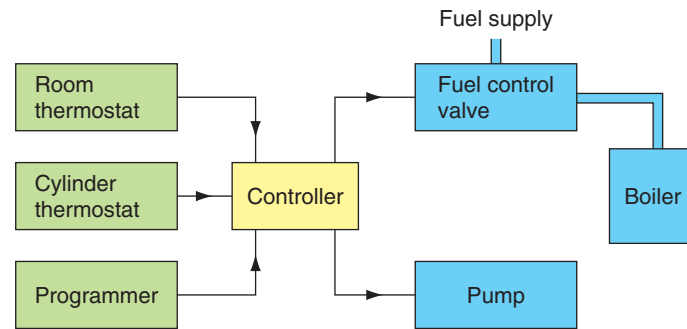 Fuel supply
Room
thermostat
Fuel control
valve
Cylinder
thermostat
Controller
Boiler
Programmer
Pump